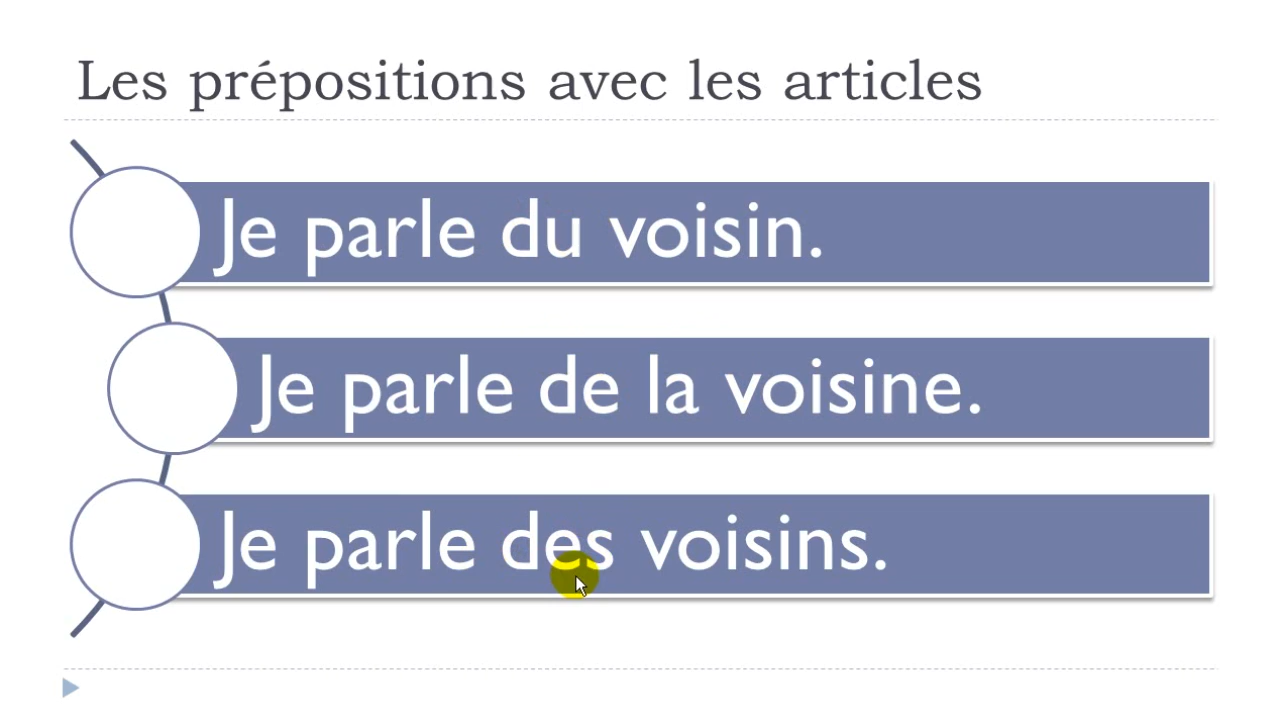 Les prépositions avec les articles
Je parle du voisin.
Je parle de la voisine.
Je parle des voisins.